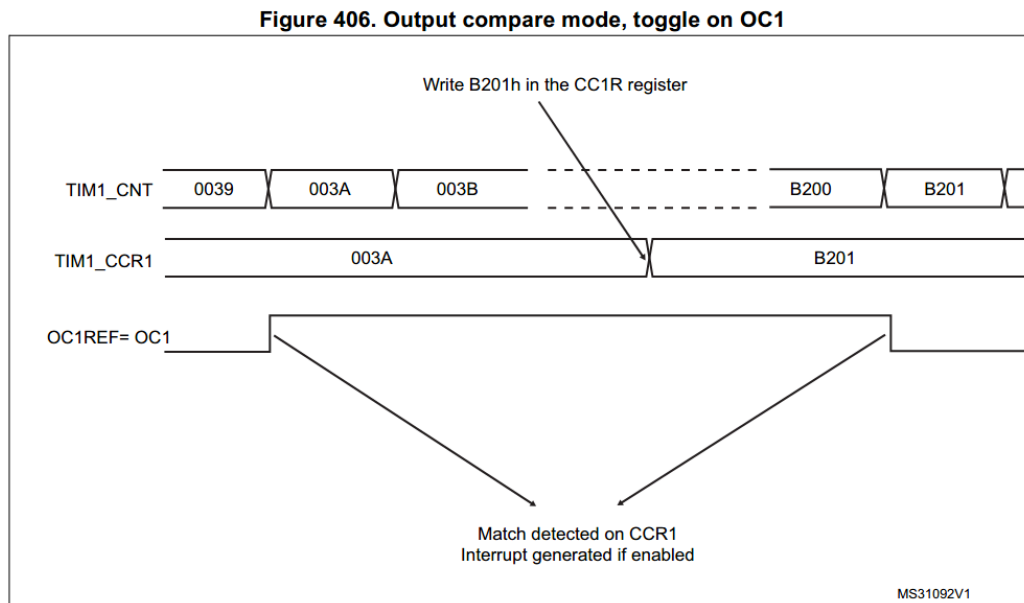 Figure 406. Output compare mode, toggle on OC1
Write B201h in the CC1R register
TIM1_CNT 0039 003A 003B B200 B201
TIM1_CCR1 003A B201
OC1REF= OC1
Match detected on CCR1
Interrupt generated if enabled
MS31092V1